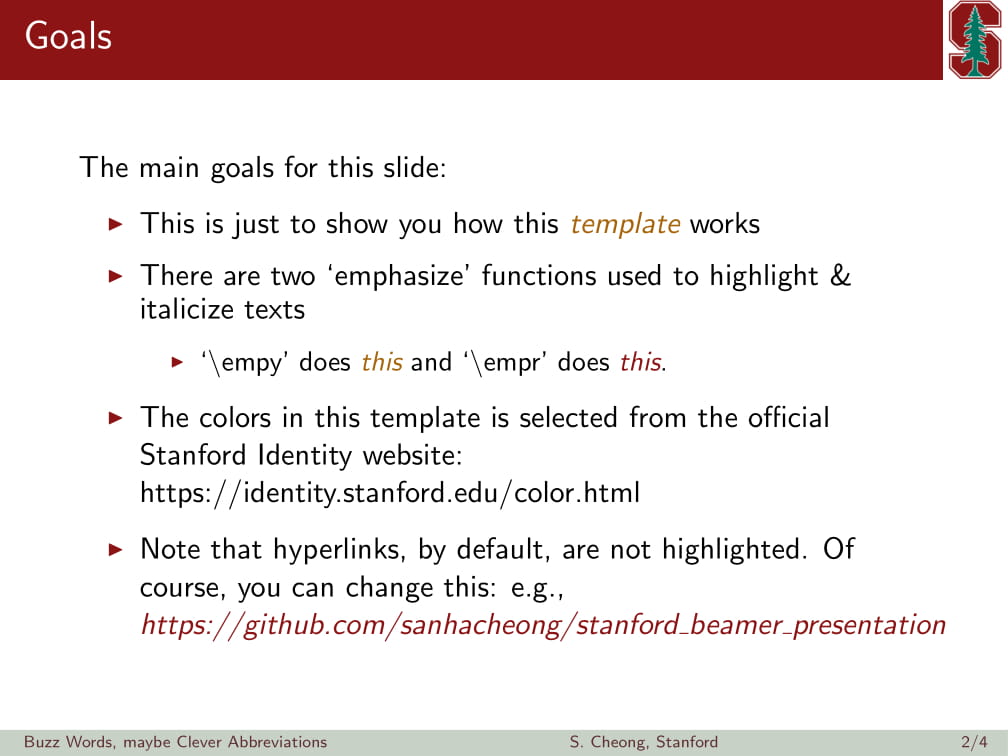 Goals
The main goals for this slide:
▶ This is just to show you how this template works
▶ There are two ‘emphasize’ functions used to highlight &
italicize texts
▶ ‘\empy’ does this and ‘\empr’ does this.
▶ The colors in this template is selected from the official
Stanford Identity website:
https://identity.stanford.edu/color.html
▶ Note that hyperlinks, by default, are not highlighted. Of
course, you can change this: e.g.,
https://github.com/sanhacheong/stanford_beamer_presentation
Buzz Words, maybe Clever Abbreviations S. Cheong, Stanford 2/4